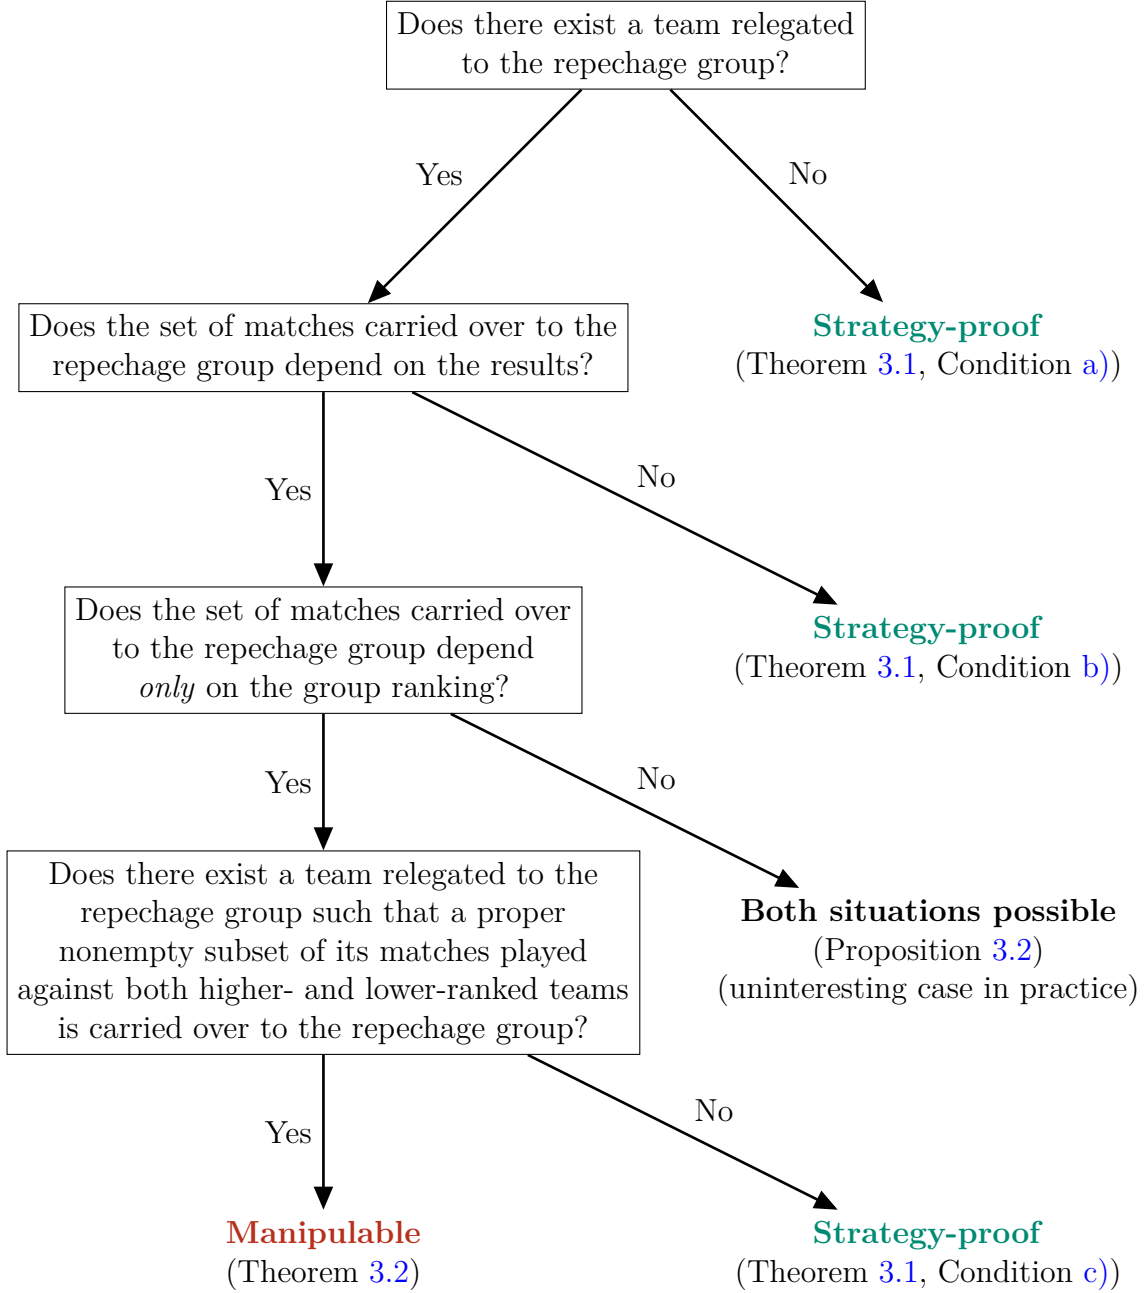 Does there exist a team relegated
to the repechage group?
Yes
No
Does the set of matches carried over to the
repechage group depend on the results?
Strategy-proof
(Theorem 3.1, Condition a))
Yes
No
Does the set of matches carried over
to the repechage group depend
only on the group ranking?
Strategy-proof
(Theorem 3.1, Condition b))
Yes
No
Does there exist a team relegated to the
repechage group such that a proper
nonempty subset of its matches played
against both higher- and lower-ranked teams
is carried over to the repechage group?
Both situations possible
(Proposition 3.2)
(uninteresting case in practice)
Yes
No
Manipulable
(Theorem 3.2)
Strategy-proof
(Theorem 3.1, Condition c))